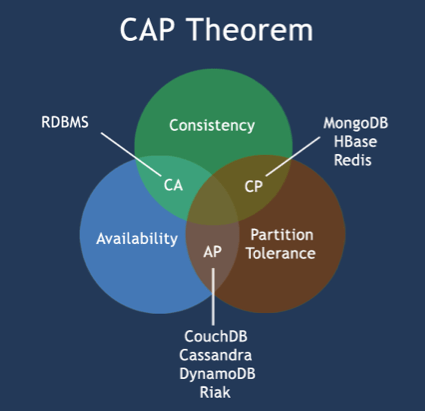 CAP Theorem
RDBMS
Consistency
MongoDB
HBase
Redis
CA
CP
Availability
Partition
Tolerance
AP
CouchDB
Cassandra
DynamoDB
Riak